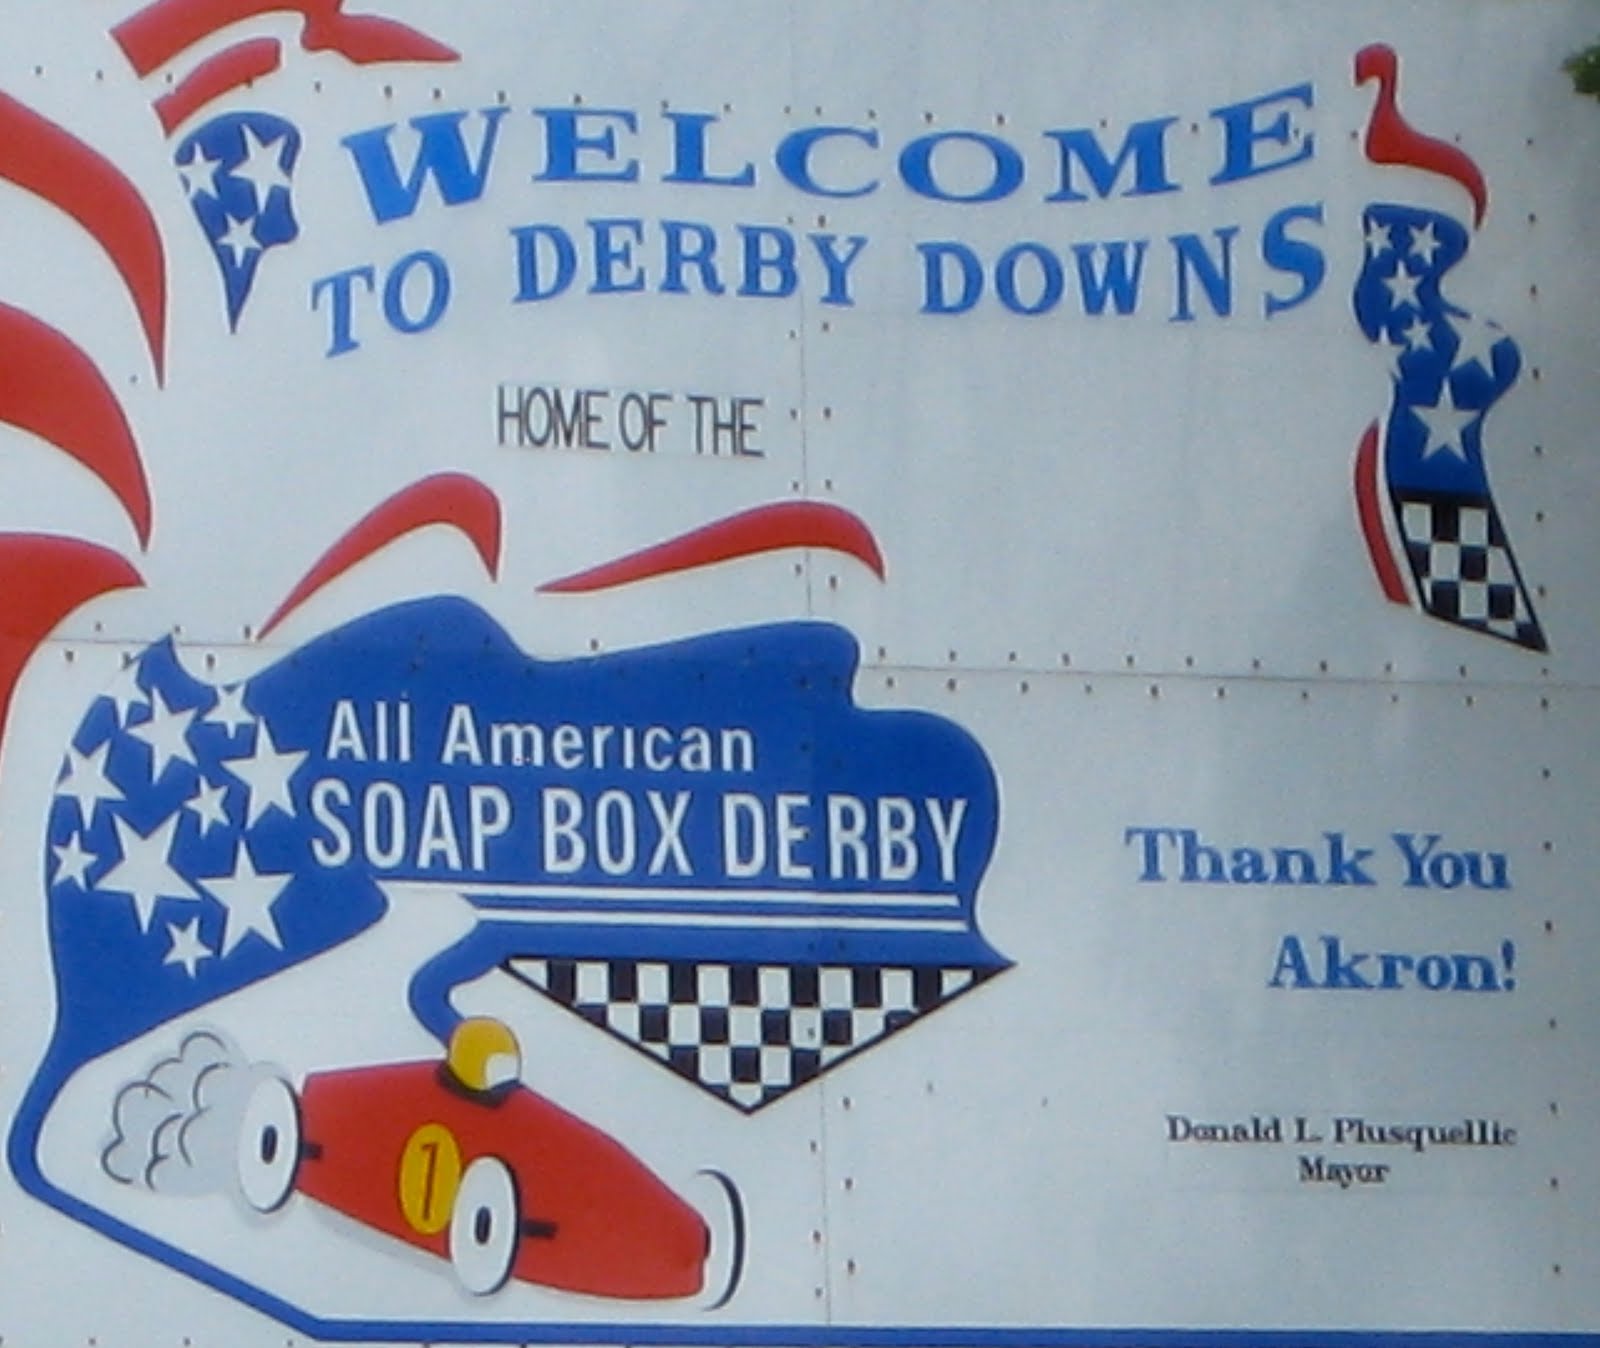 WELCOME
TO DERBY DOWNS
HOME OF THE
All American
SOAP BOX DERBY
Thank You
Akron!
Donald L. Plusquellic
Mayor
1